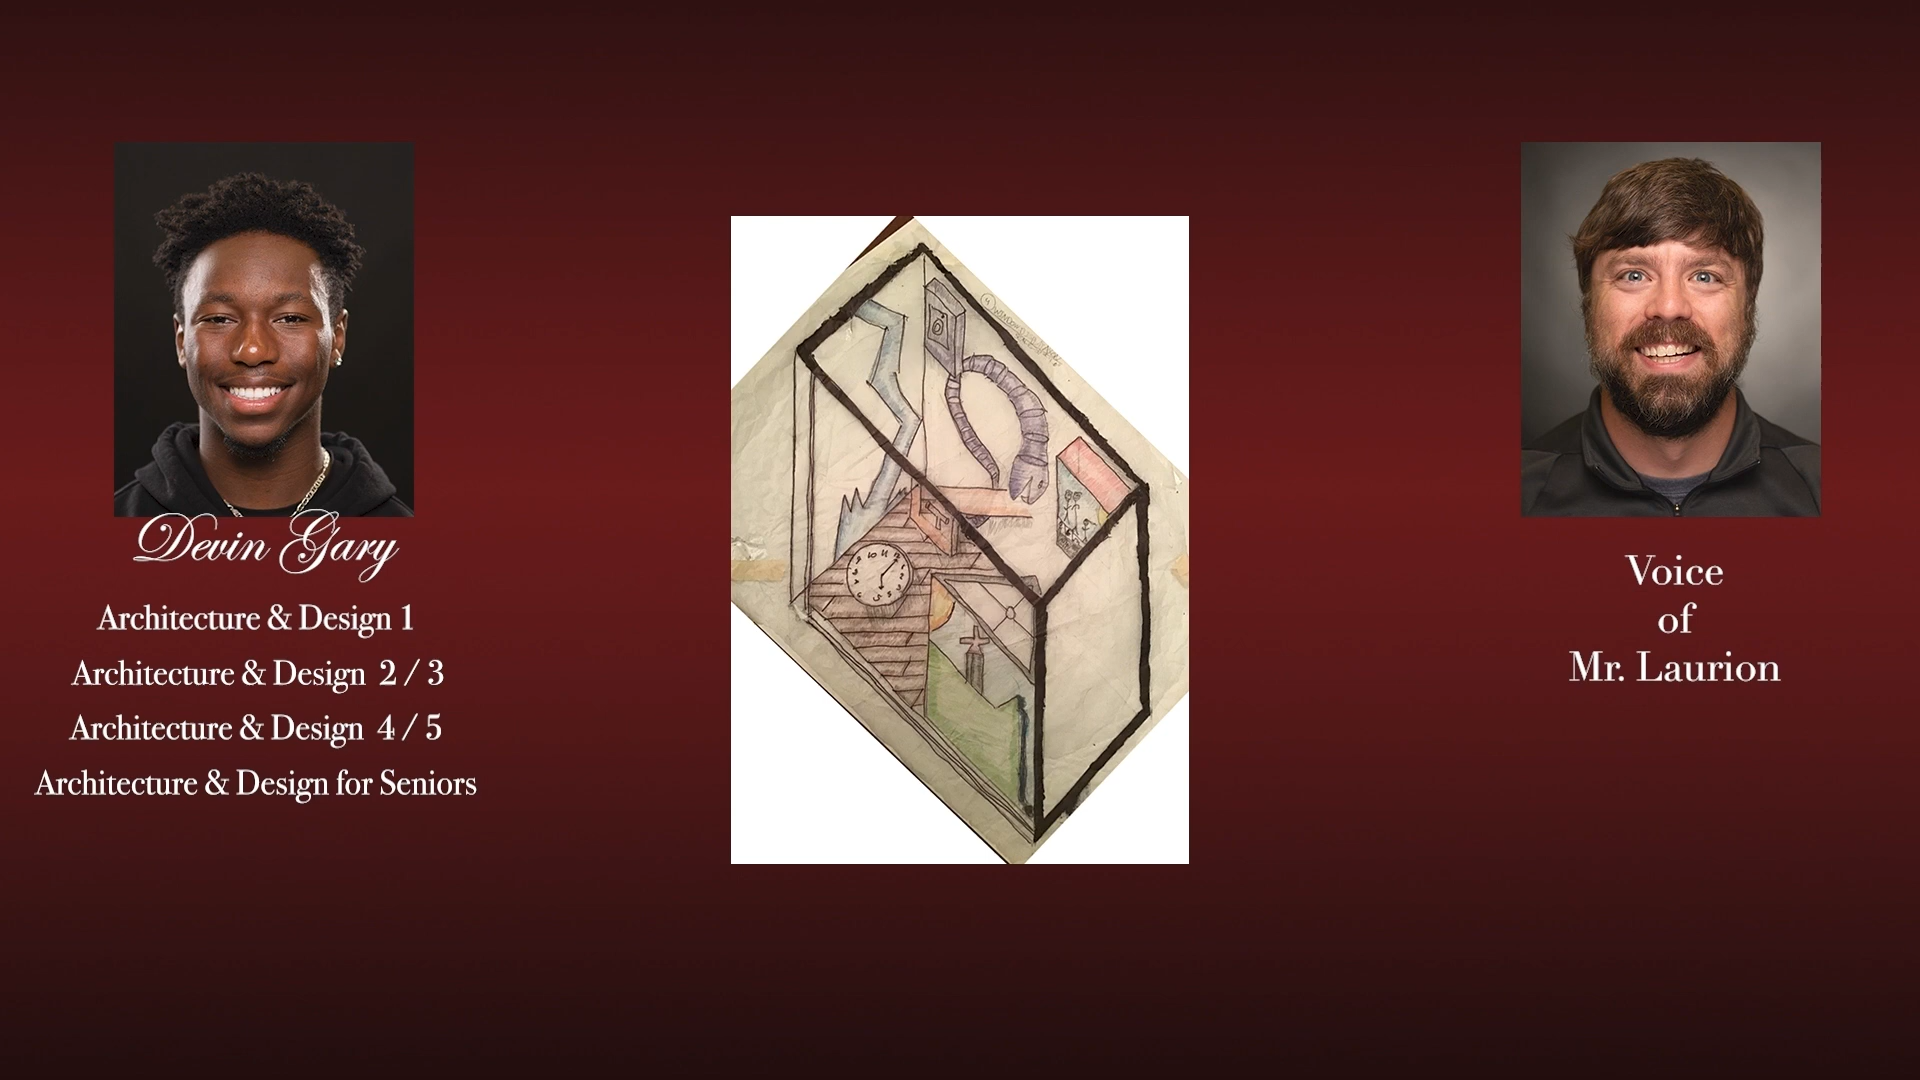 Devin Gary
Architecture & Design 1
Architecture & Design 2 / 3
Architecture & Design 4 / 5
Architecture & Design for Seniors
Voice
of
Mr. Laurion